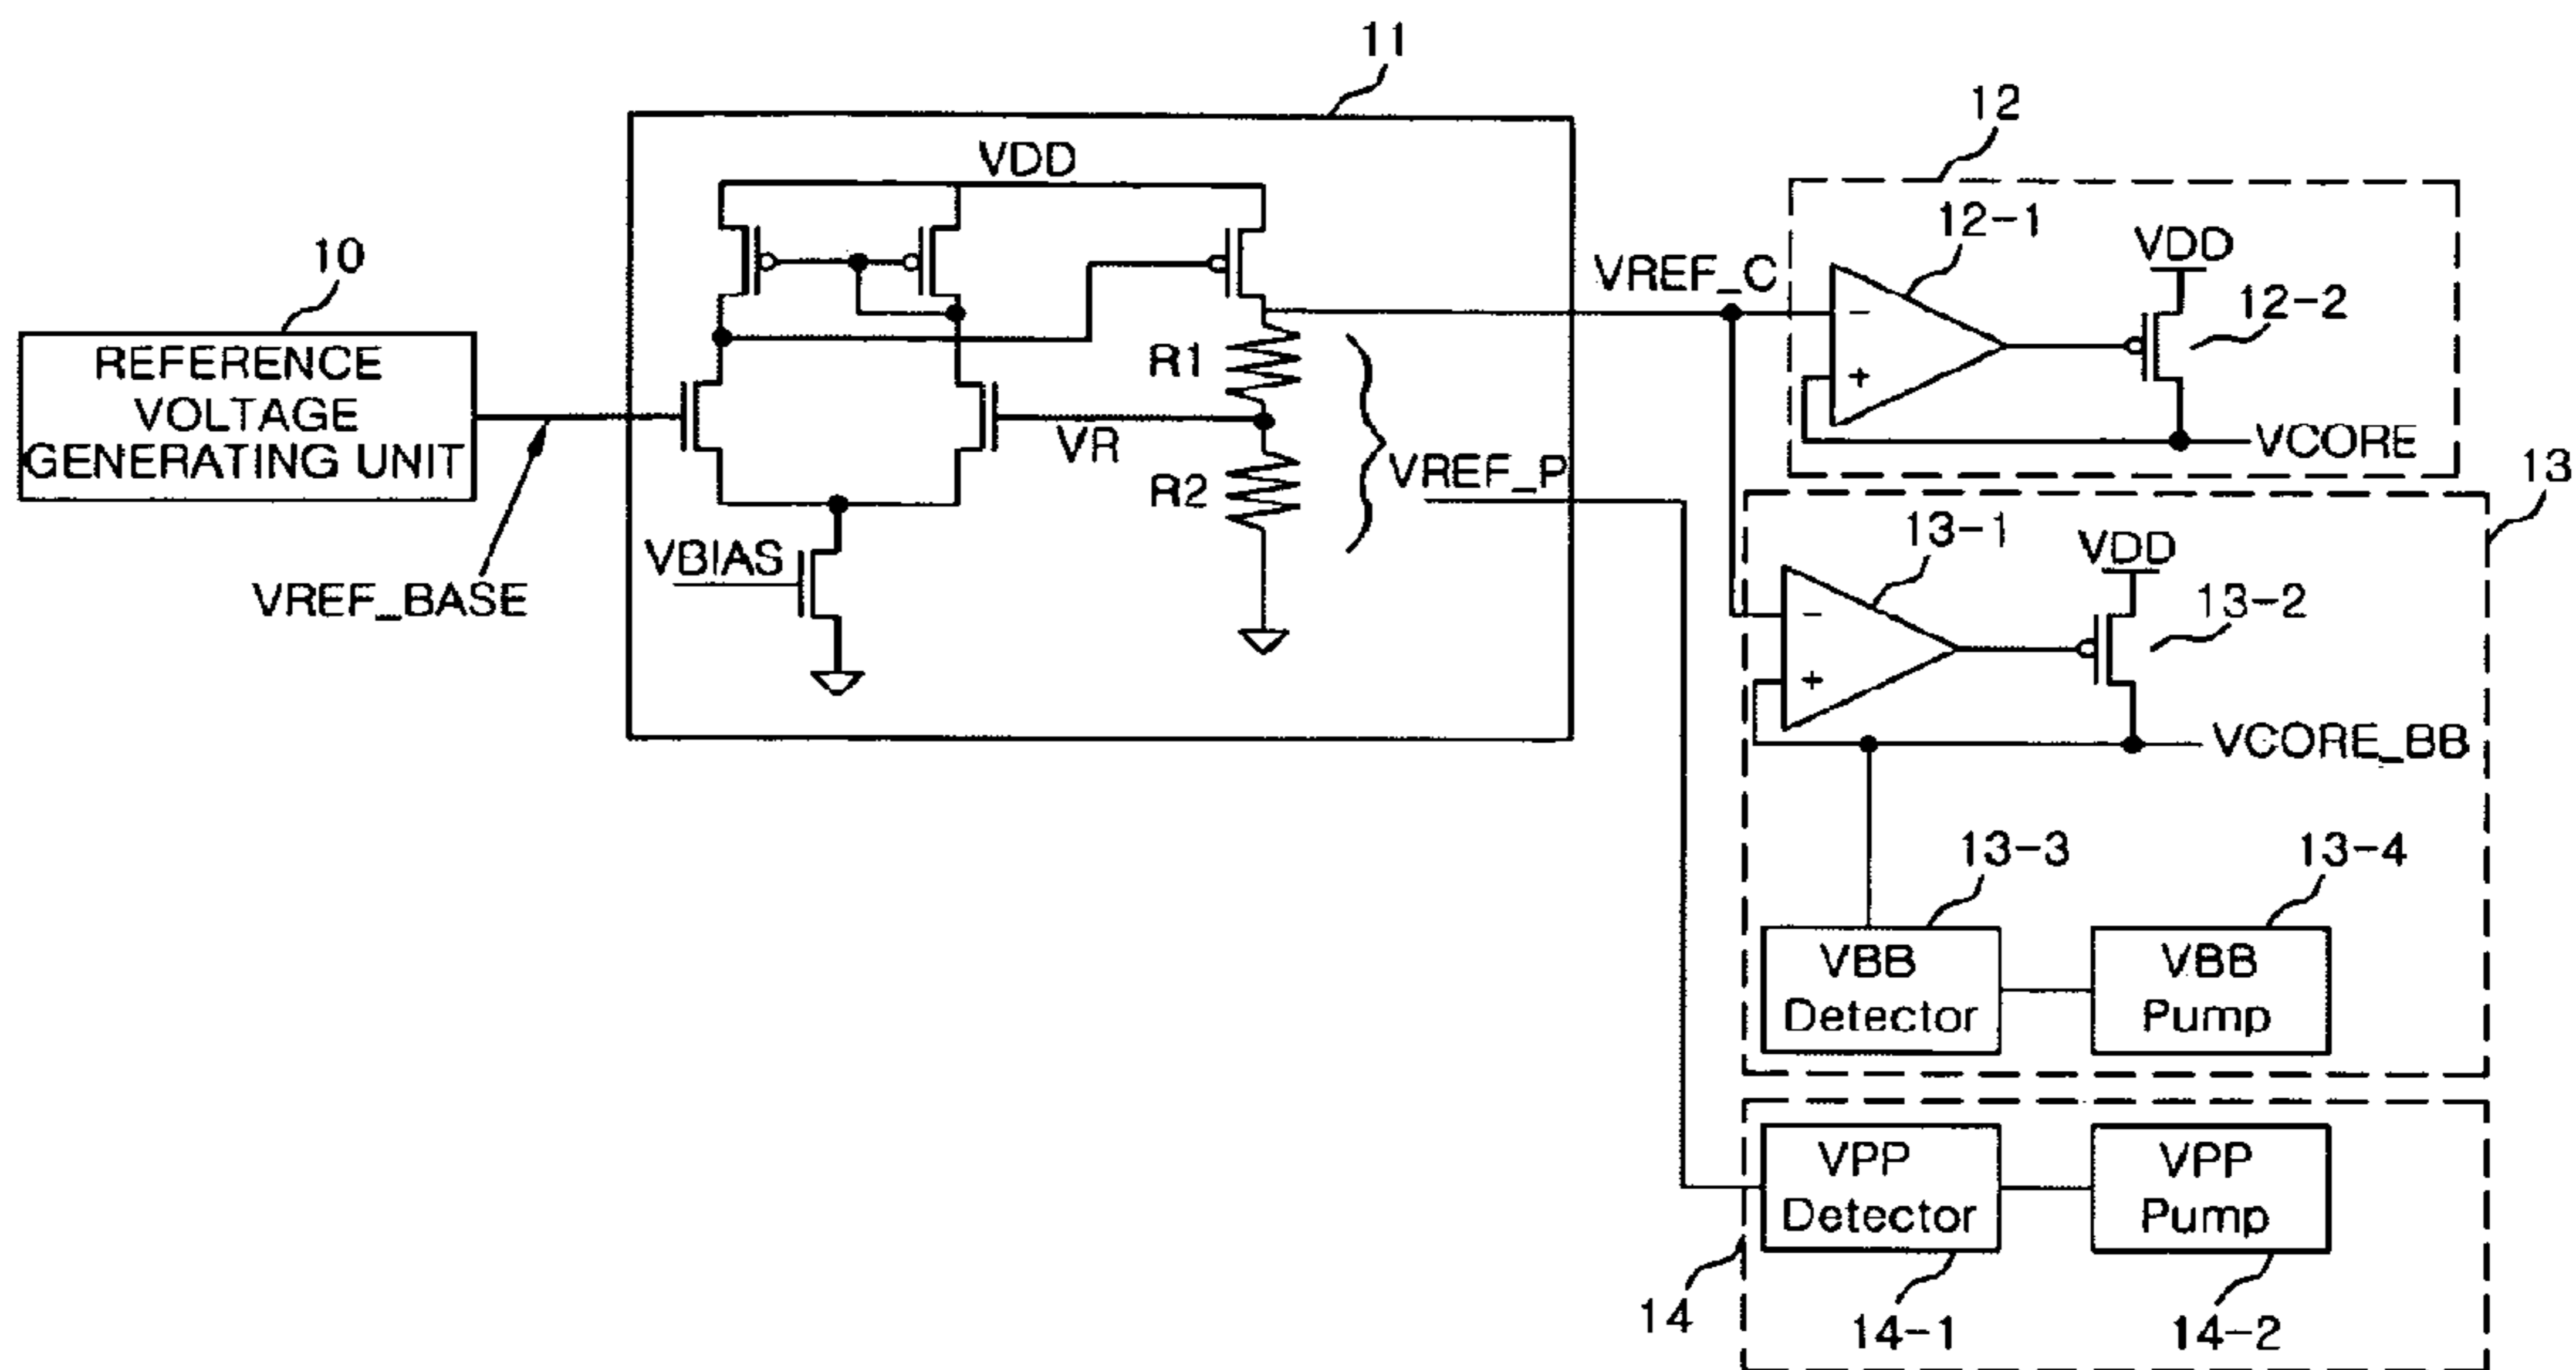 11
12
VDD
12-1
VDD
10
VREF_C
12-2
REFERENCE
VOLTAGE
GENERATING UNIT
R1
VR
VCORE
13
VREF_P
R2
13-1
VBIAS
VDD
VREF_BASE
13-2
VCORE_BB
13-3
13-4
VBB
Detector
VBB
Pump
VPP
Detector
VPP
Pump
14
14-1
14-2